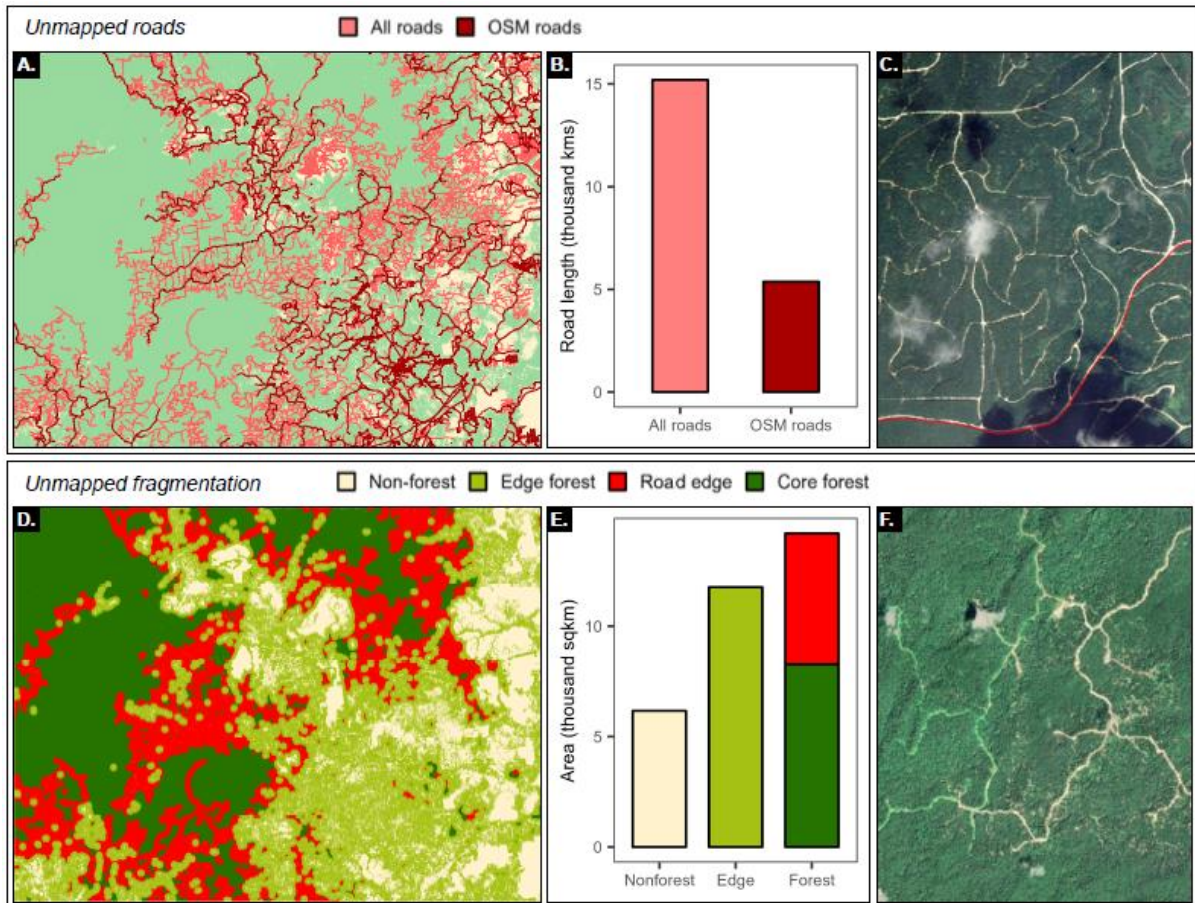 Unmapped roads
All roads
OSM roads
A.
B.
C.
Road length (thousand kms)
15
10
5
0
All roads
OSM roads
Unmapped fragmentation
Non-forest
Edge forest
Road edge
Core forest
D.
E.
F.
Area (thousand sqkm)
10
5
0
Nonforest
Edge
Forest